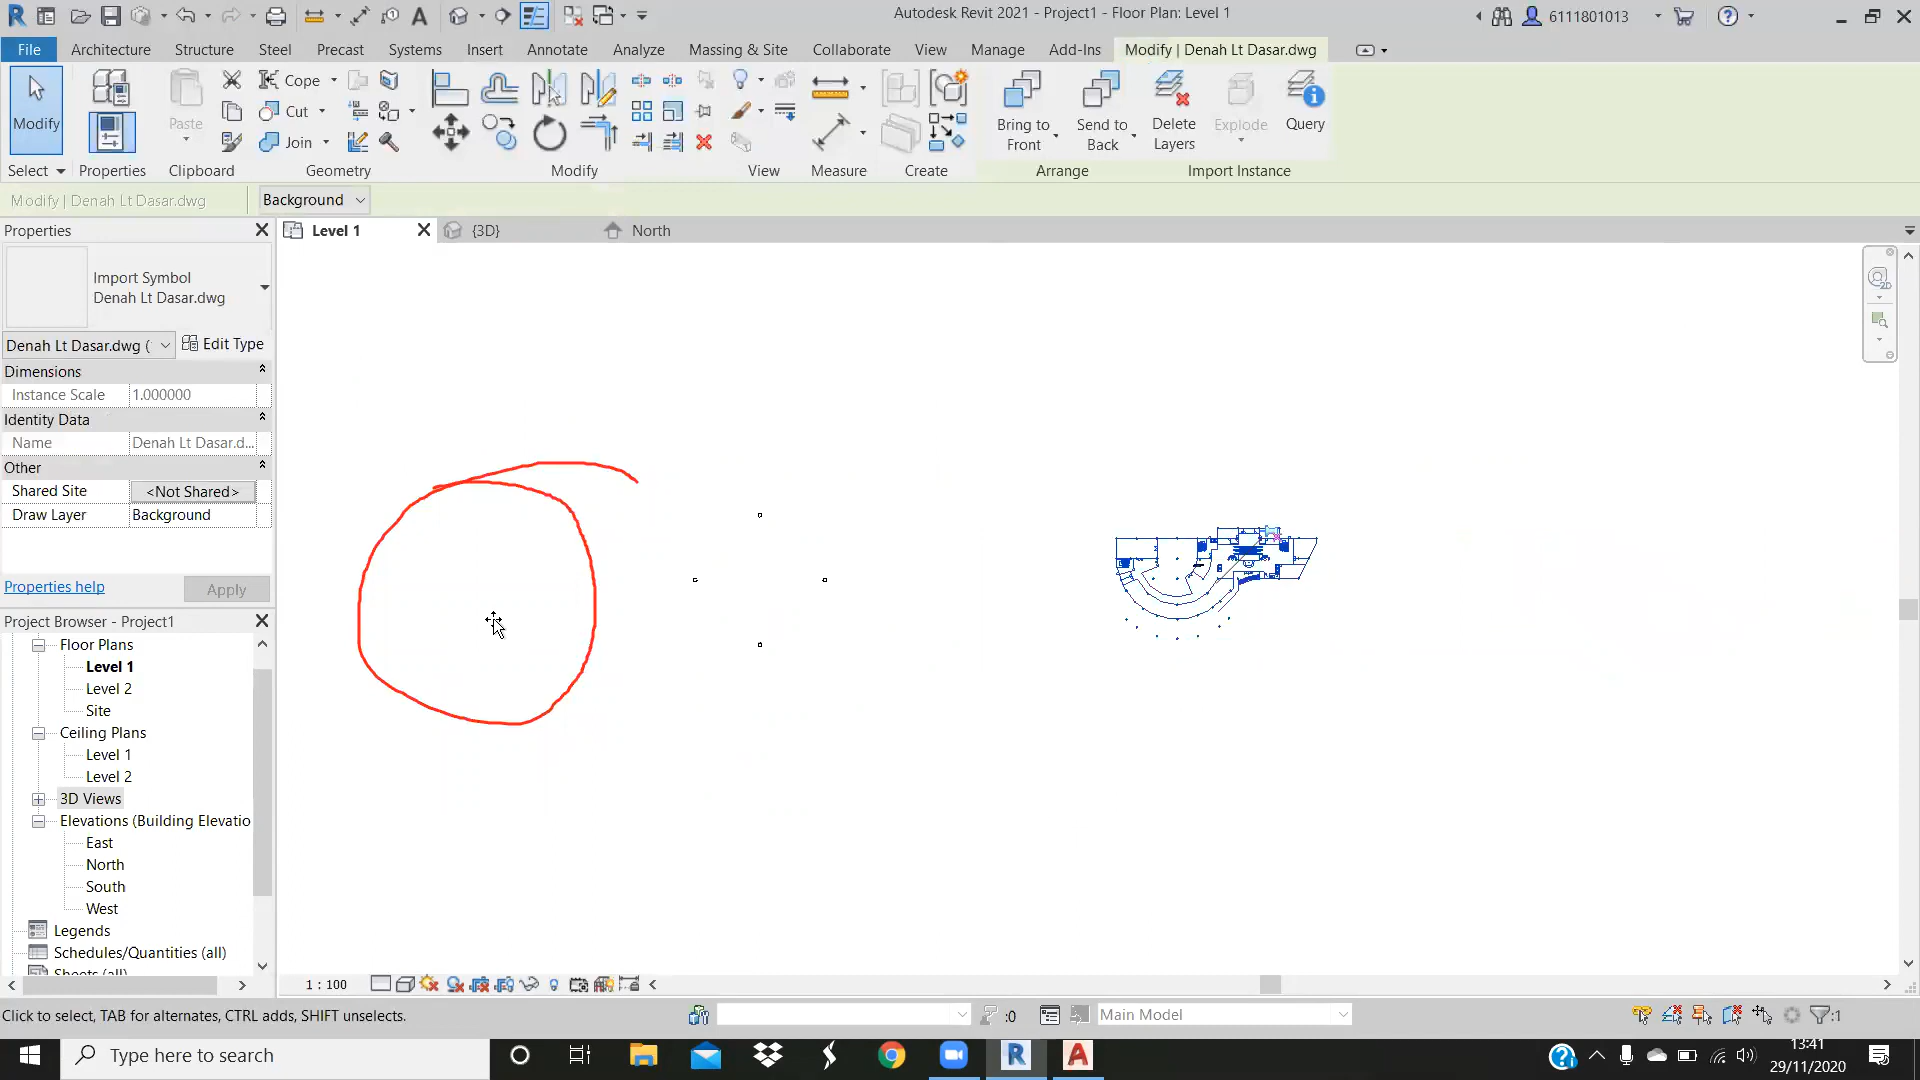 Autodesk Revit 2021 - Project1 - Floor Plan: Level 1
6111801013
File
Architecture
Structure
Steel
Precast
Systems
Insert
Annotate
Analyze
Massing & Site
Collaborate
View
Manage
Add-Ins
Modify | Denah Lt Dasar.dwg
Modify
Paste
Cope
Cut
Join
Bring to
Front
Send to
Back
Delete
Layers
Explode
Query
Select
Properties
Clipboard
Geometry
Modify
View
Measure
Create
Arrange
Import Instance
Modify | Denah Lt Dasar.dwg
Background
Properties
Level 1
{3D}
North
Import Symbol
Denah Lt Dasar.dwg
Denah Lt Dasar.dwg (
Edit Type
Dimensions
Instance Scale 1.000000
Identity Data
Name Denah Lt Dasar.d...
Other
Shared Site <Not Shared>
Draw Layer Background
Properties help
Apply
Project Browser - Project1
Floor Plans
Level 1
Level 2
Site
Ceiling Plans
Level 1
Level 2
3D Views
Elevations (Building Elevatio
East
North
South
West
Legends
Schedules/Quantities (all)
Sheets (all)
1 : 100
Click to select, TAB for alternates, CTRL adds, SHIFT unselects.
:0
Main Model
:1
Type here to search
13:41
29/11/2020